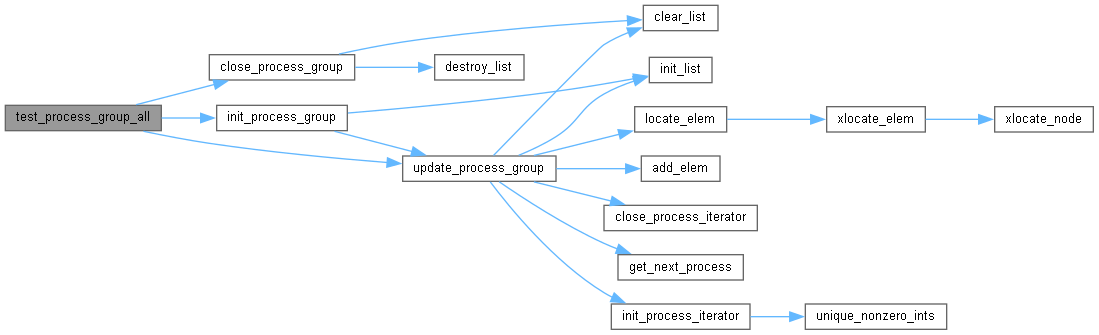 clear_list
close_process_group
destroy_list
init_list
test_process_group_all
init_process_group
locate_elem
xlocate_elem
xlocate_node
update_process_group
add_elem
close_process_iterator
get_next_process
init_process_iterator
unique_nonzero_ints